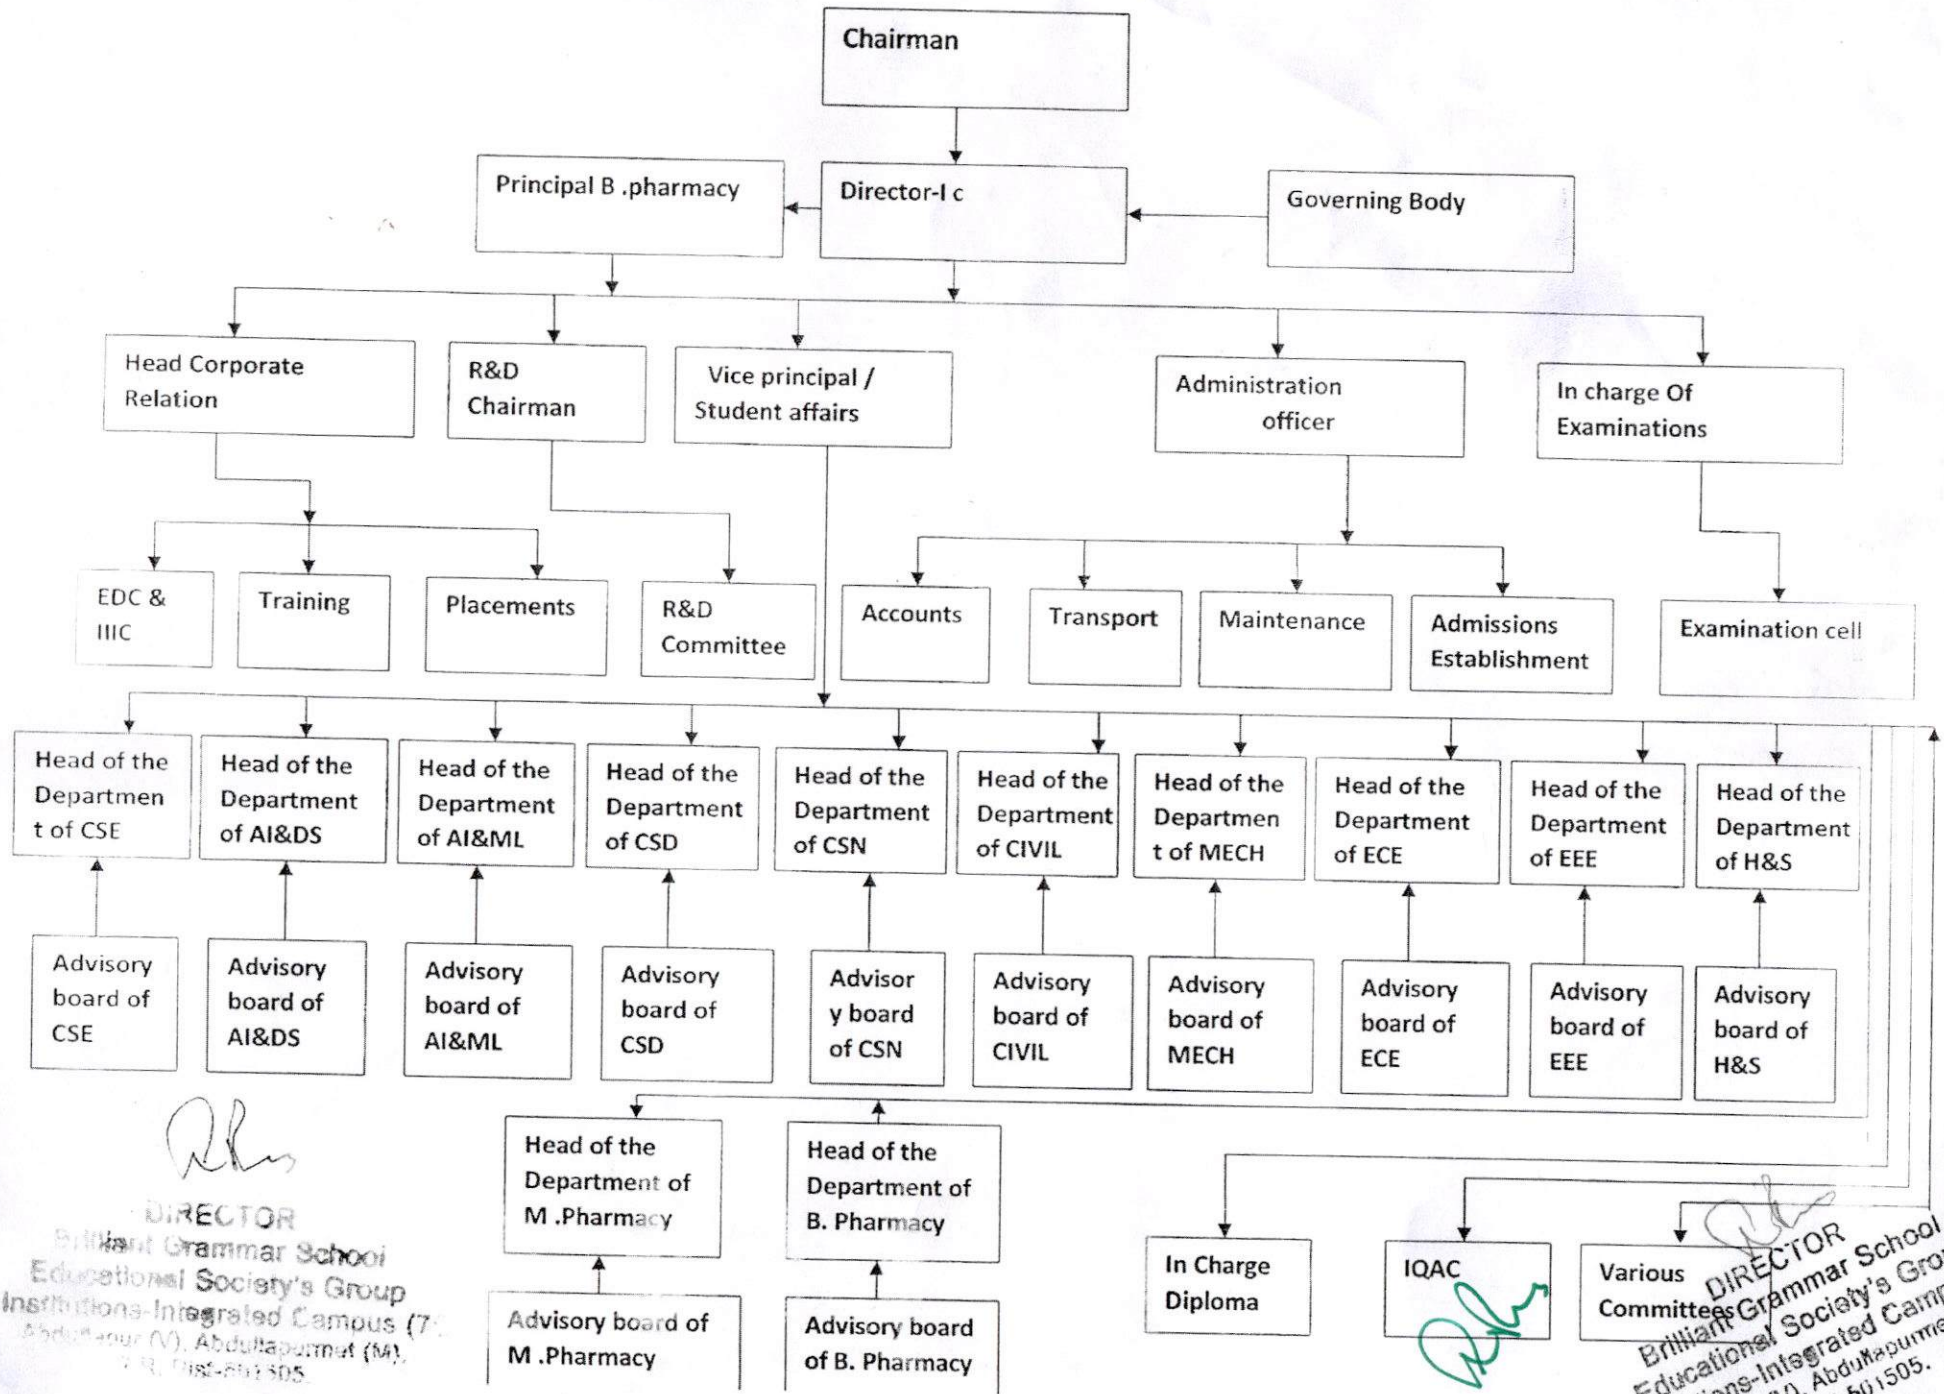 Chairman
Principal B .pharmacy
Director-I c
Governing Body
Head Corporate
Relation
R&D
Chairman
Vice principal /
Student affairs
Administration
officer
In charge Of
Examinations
EDC &
IIIC
Training
Placements
R&D
Committee
Accounts
Transport
Maintenance
Admissions
Establishment
Examination cell
Head of the
Departmen
t of CSE
Head of the
Department
of AI&DS
Head of the
Department
of AI&ML
Head of the
Department
of CSD
Head of the
Department
of CSN
Head of the
Department
of CIVIL
Head of the
Departmen
t of MECH
Head of the
Department
of ECE
Head of the
Department
of EEE
Head of the
Department
of H&S
Advisory
board of
CSE
Advisory
board of
AI&DS
Advisory
board of
AI&ML
Advisory
board of
CSD
Advisor
y board
of CSN
Advisory
board of
CIVIL
Advisory
board of
MECH
Advisory
board of
ECE
Advisory
board of
EEE
Advisory
board of
H&S
Head of the
Department of
M .Pharmacy
Head of the
Department of
B. Pharmacy
In Charge
Diploma
IQAC
Various
Committees
Advisory board of
M .Pharmacy
Advisory board
of B. Pharmacy
DIRECTOR
Brilliant Grammar School
Educational Society's Group
Institutions-Integrated Campus (7
Abdullapurmet (M),
DIRECTOR
Brilliant Grammar School
Educational Society's Gro
ons-Integrated Camp
(V), Abdullapurme
501505.